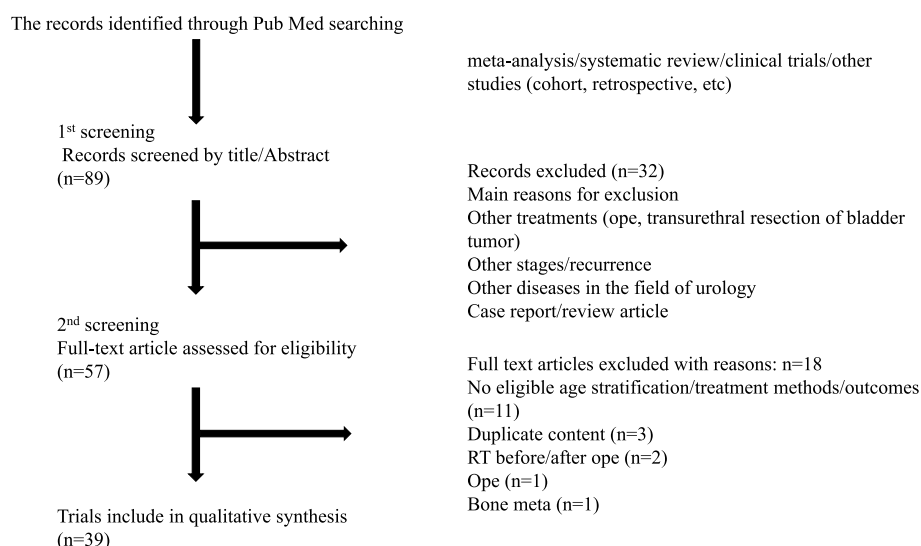 The records identified through Pub Med searching
meta-analysis/systematic review/clinical trials/other
studies (cohort, retrospective, etc)
1st screening
Records screened by title/Abstract
(n=89)
Records excluded (n=32)
Main reasons for exclusion
Other treatments (ope, transurethral resection of bladder
tumor)
Other stages/recurrence
Other diseases in the field of urology
Case report/review article
2nd screening
Full-text article assessed for eligibility
(n=57)
Full text articles excluded with reasons: n=18
No eligible age stratification/treatment methods/outcomes
(n=11)
Duplicate content (n=3)
RT before/after ope (n=2)
Ope (n=1)
Bone meta (n=1)
Trials include in qualitative synthesis
(n=39)